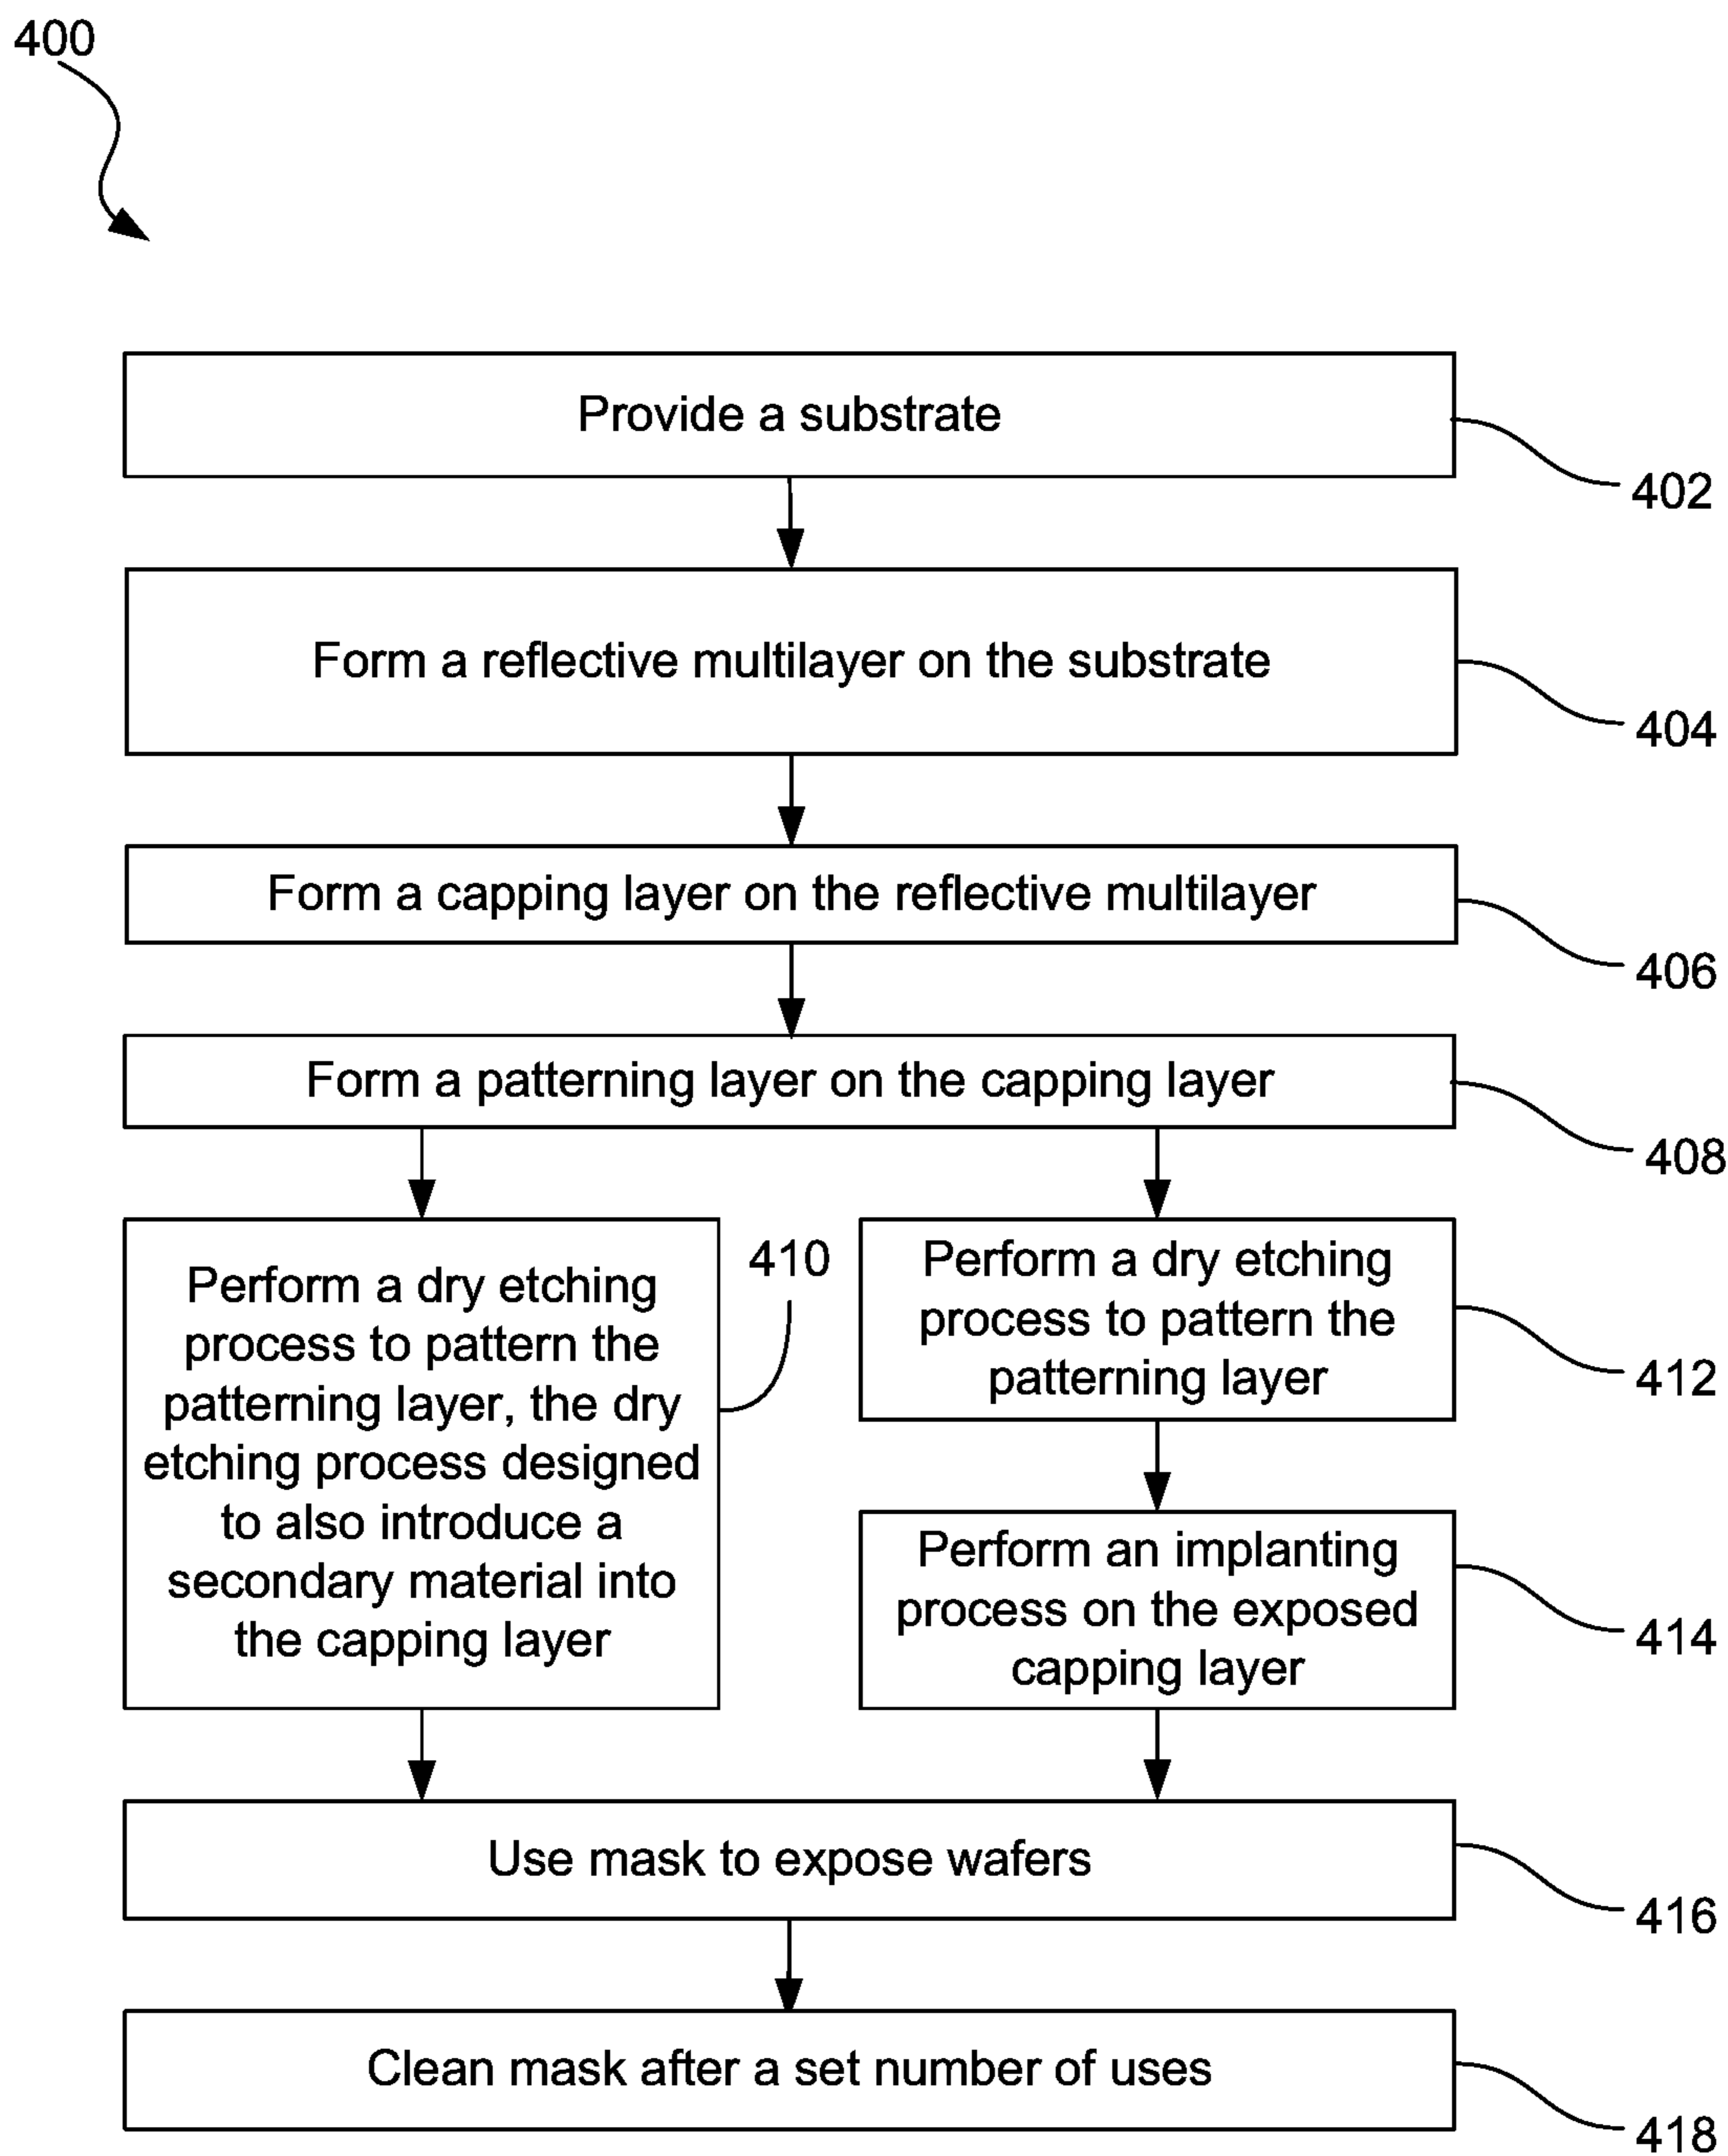 400
Provide a substrate
402
Form a reflective multilayer on the substrate
404
Form a capping layer on the reflective multilayer
406
Form a patterning layer on the capping layer
408
Perform a dry etching
process to pattern the
patterning layer, the dry
etching process designed
to also introduce a
secondary material into
the capping layer
410
Perform a dry etching
process to pattern the
patterning layer
412
Perform an implanting
process on the exposed
capping layer
414
Use mask to expose wafers
416
Clean mask after a set number of uses
418